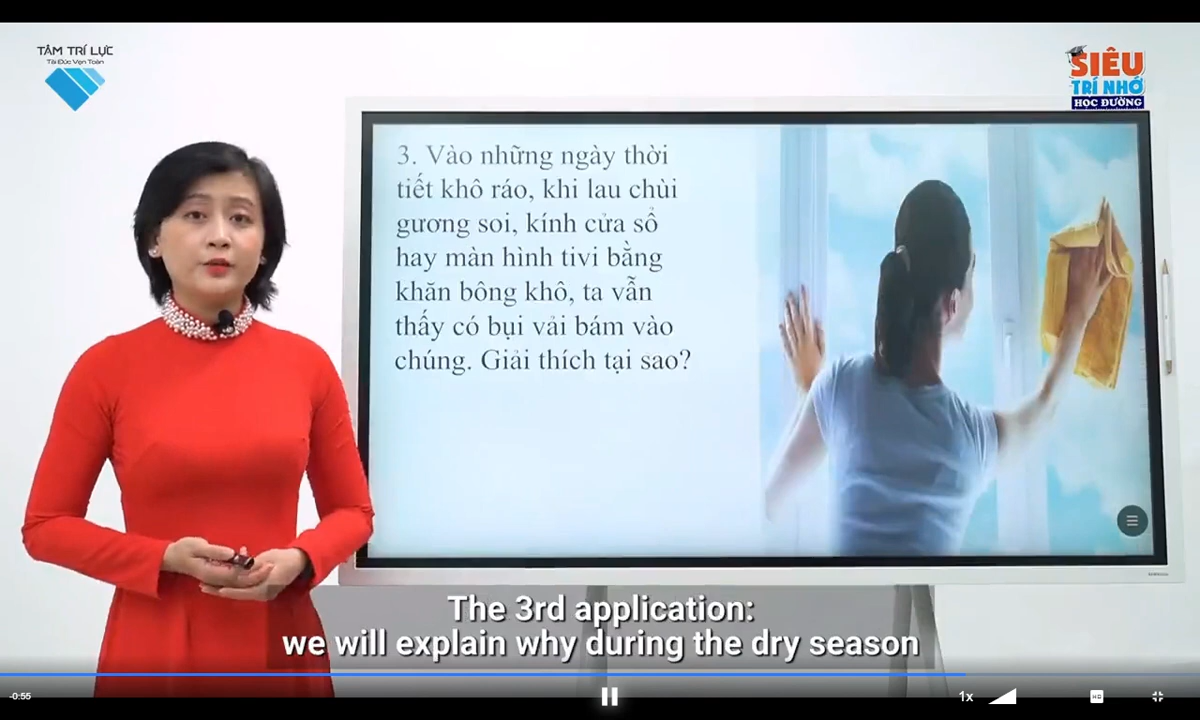 TÂM TRÍ LỰC
Tài Đức Vẹn Toàn
SIÊU
TRÍ NHỚ
HỌC ĐƯỜNG
3. Vào những ngày thời
tiết khô ráo, khi lau chùi
gương soi, kính cửa sổ
hay màn hình tivi bằng
khăn bông khô, ta vẫn
thấy có bụi vải bám vào
chúng. Giải thích tại sao?
SAMSUNG
The 3rd application:
we will explain why during the dry season
-0:55
1x
HD